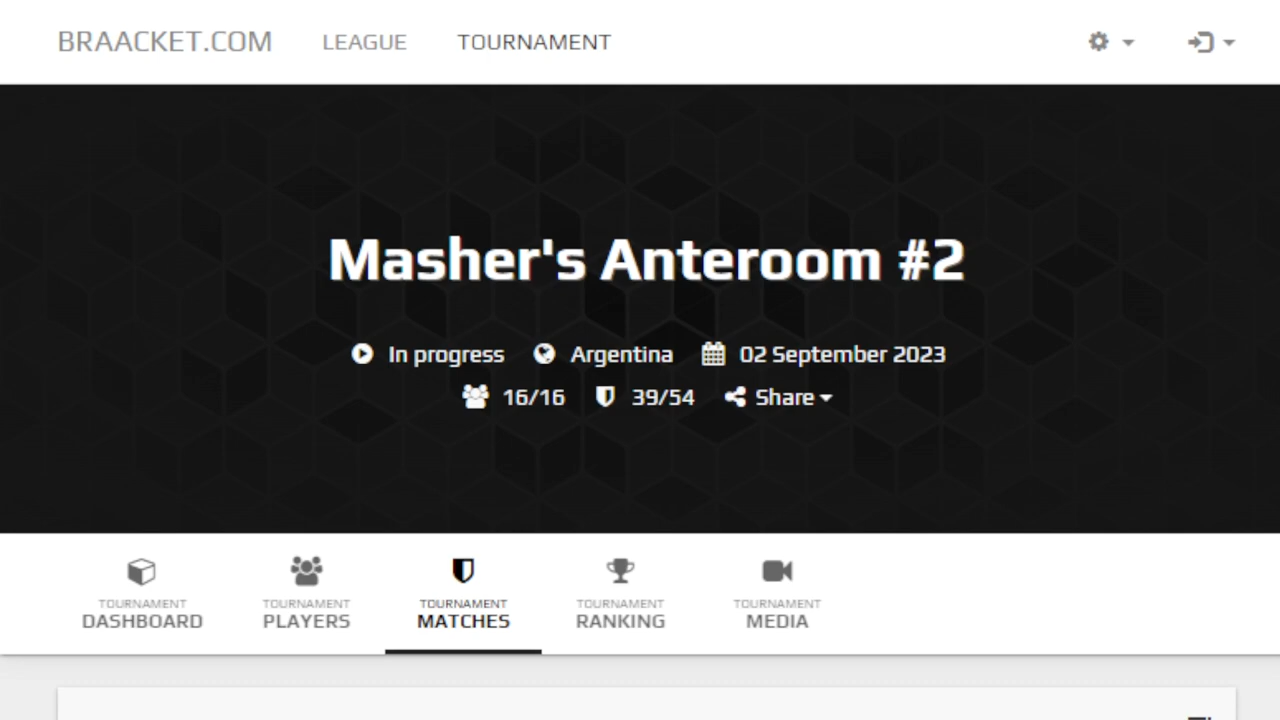 BRAACKET.COM LEAGUE TOURNAMENT
Masher's Anteroom #2
In progress Argentina 02 September 2023
16/16 39/54 Share
TOURNAMENT TOURNAMENT TOURNAMENT TOURNAMENT TOURNAMENT
DASHBOARD PLAYERS MATCHES RANKING MEDIA